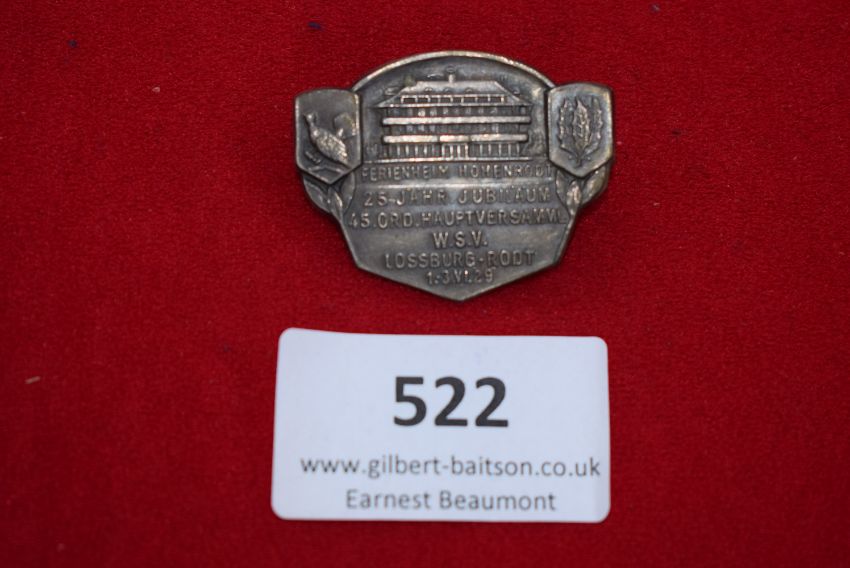 FERIENHEIM HOHENRODT
25-JAHR JUBILÄUM
45.ORD.HAUPTVERSAMML
W.S.V.
LOSSBURG-RODT
1.-3.VI.29
522
www.gilbert-baitson.co.uk
Earnest Beaumont